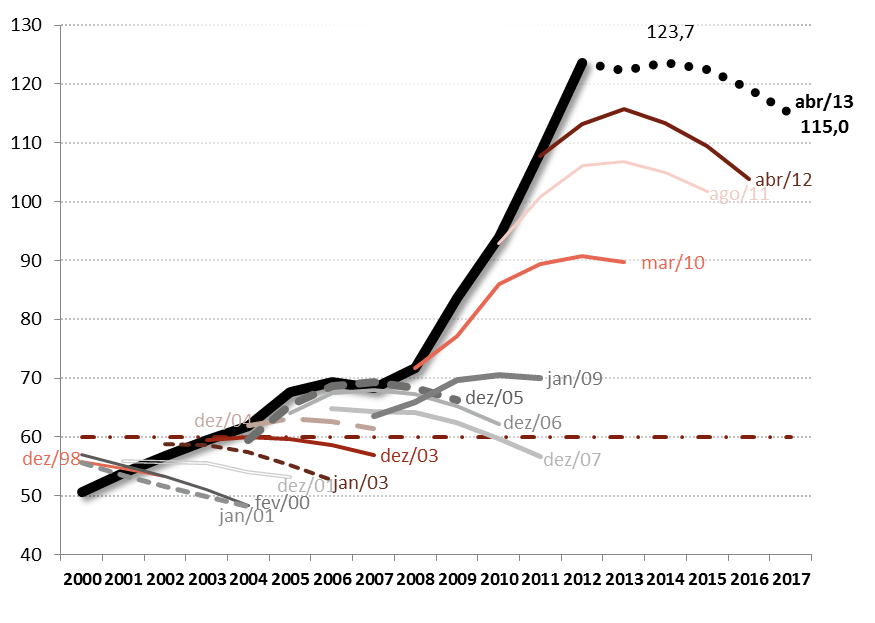 130
123,7
120
abr/13
115,0
110
abr/12
ago/11
100
90
mar/10
80
70
jan/09
dez/05
dez/04
dez/06
60
dez/98
dez/03
dez/07
dez/01
jan/03
50
fev/00
jan/01
40
2000 2001 2002 2003 2004 2005 2006 2007 2008 2009 2010 2011 2012 2013 2014 2015 2016 2017